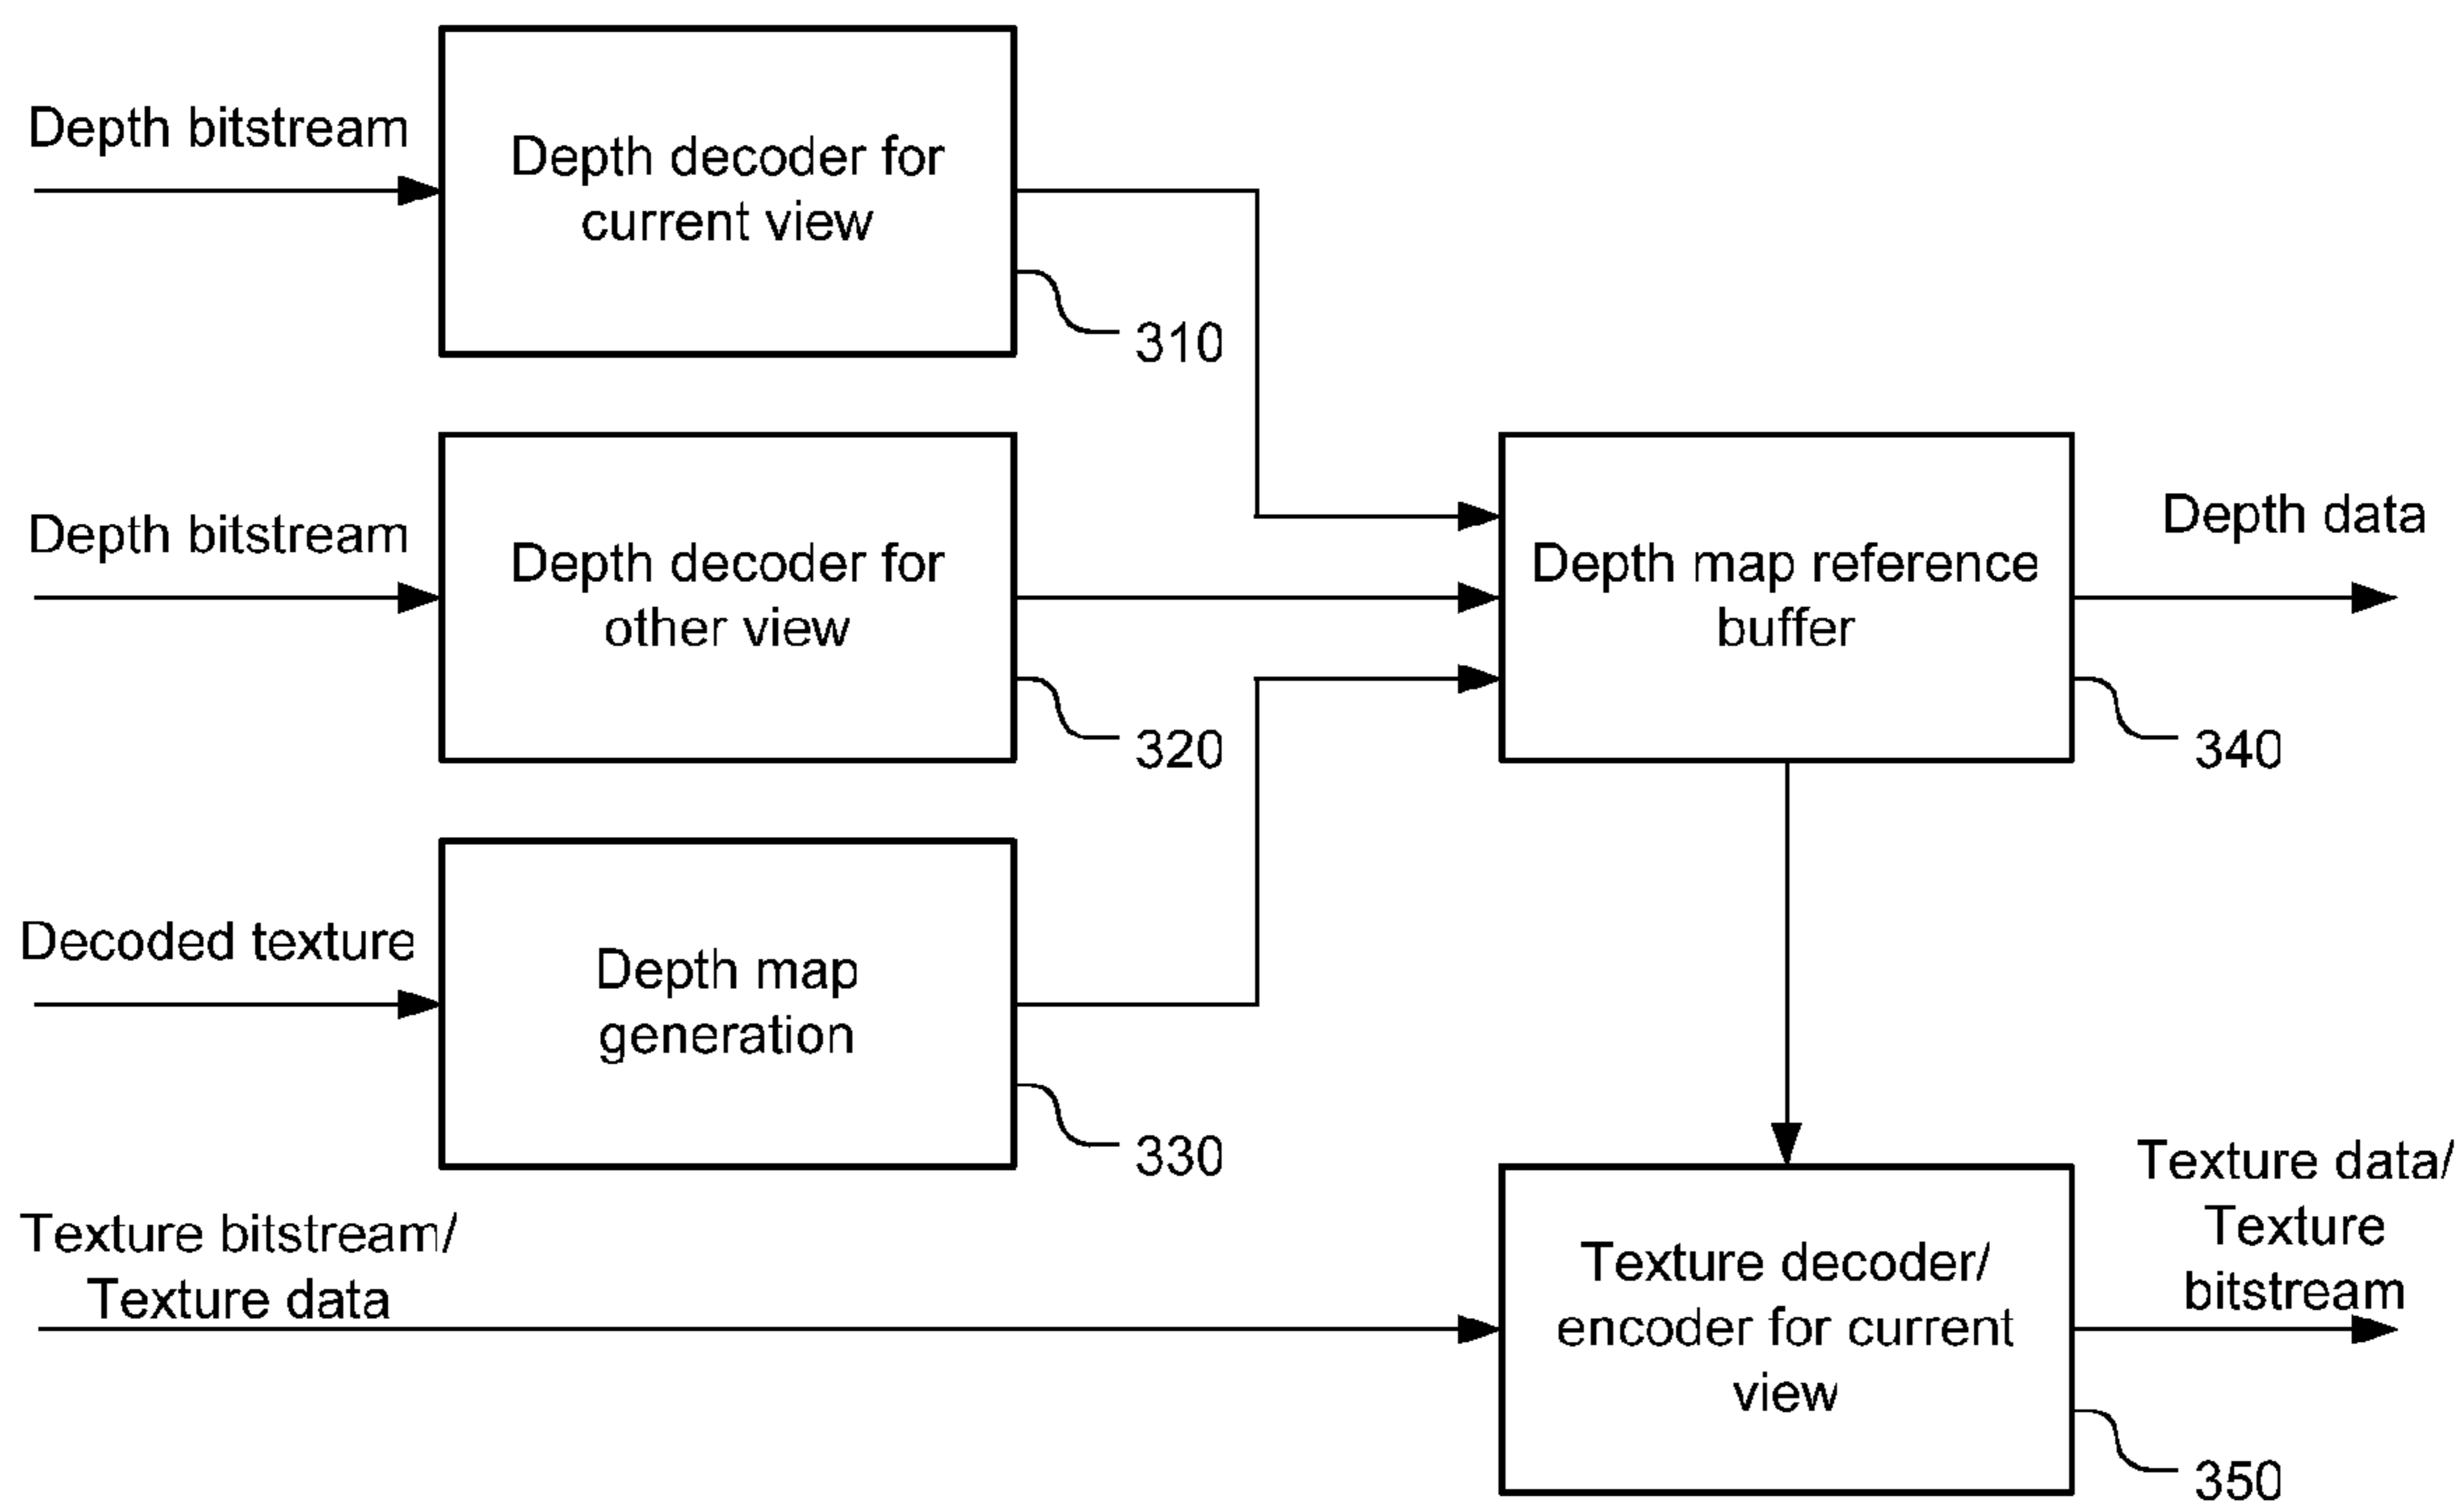 Depth bitstream
Depth decoder for
current view
310
Depth bitstream
Depth decoder for
other view
320
Depth map reference
buffer
Depth data
340
Decoded texture
Depth map
generation
330
Texture bitstream/
Texture data
Texture decoder/
encoder for current
view
Texture data/
Texture
bitstream
350